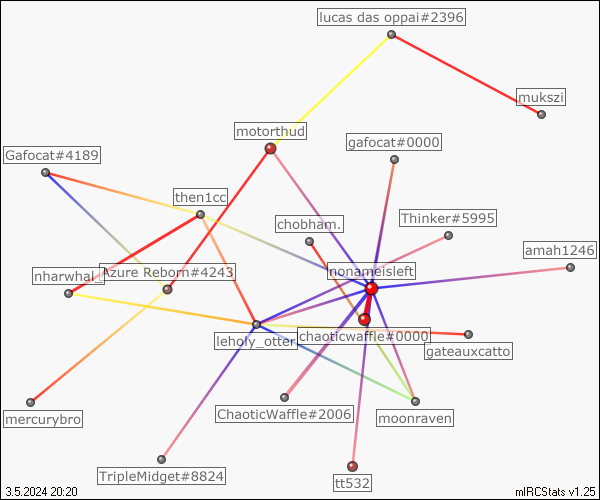 lucas das oppai#2396
mukszi
motorthud
gafocat#0000
Gafocat#4189
then1cc
chobham.
Thinker#5995
amah1246
nonameisleft
nharwhal_
Azure Reborn#4243
leholy_otter.
chaoticwaffle#0000
gateauxcatto
mercurybro
ChaoticWaffle#2006
moonraven
TripleMidget#8824
tt532
3.5.2024 20:20
mIRCStats v1.25